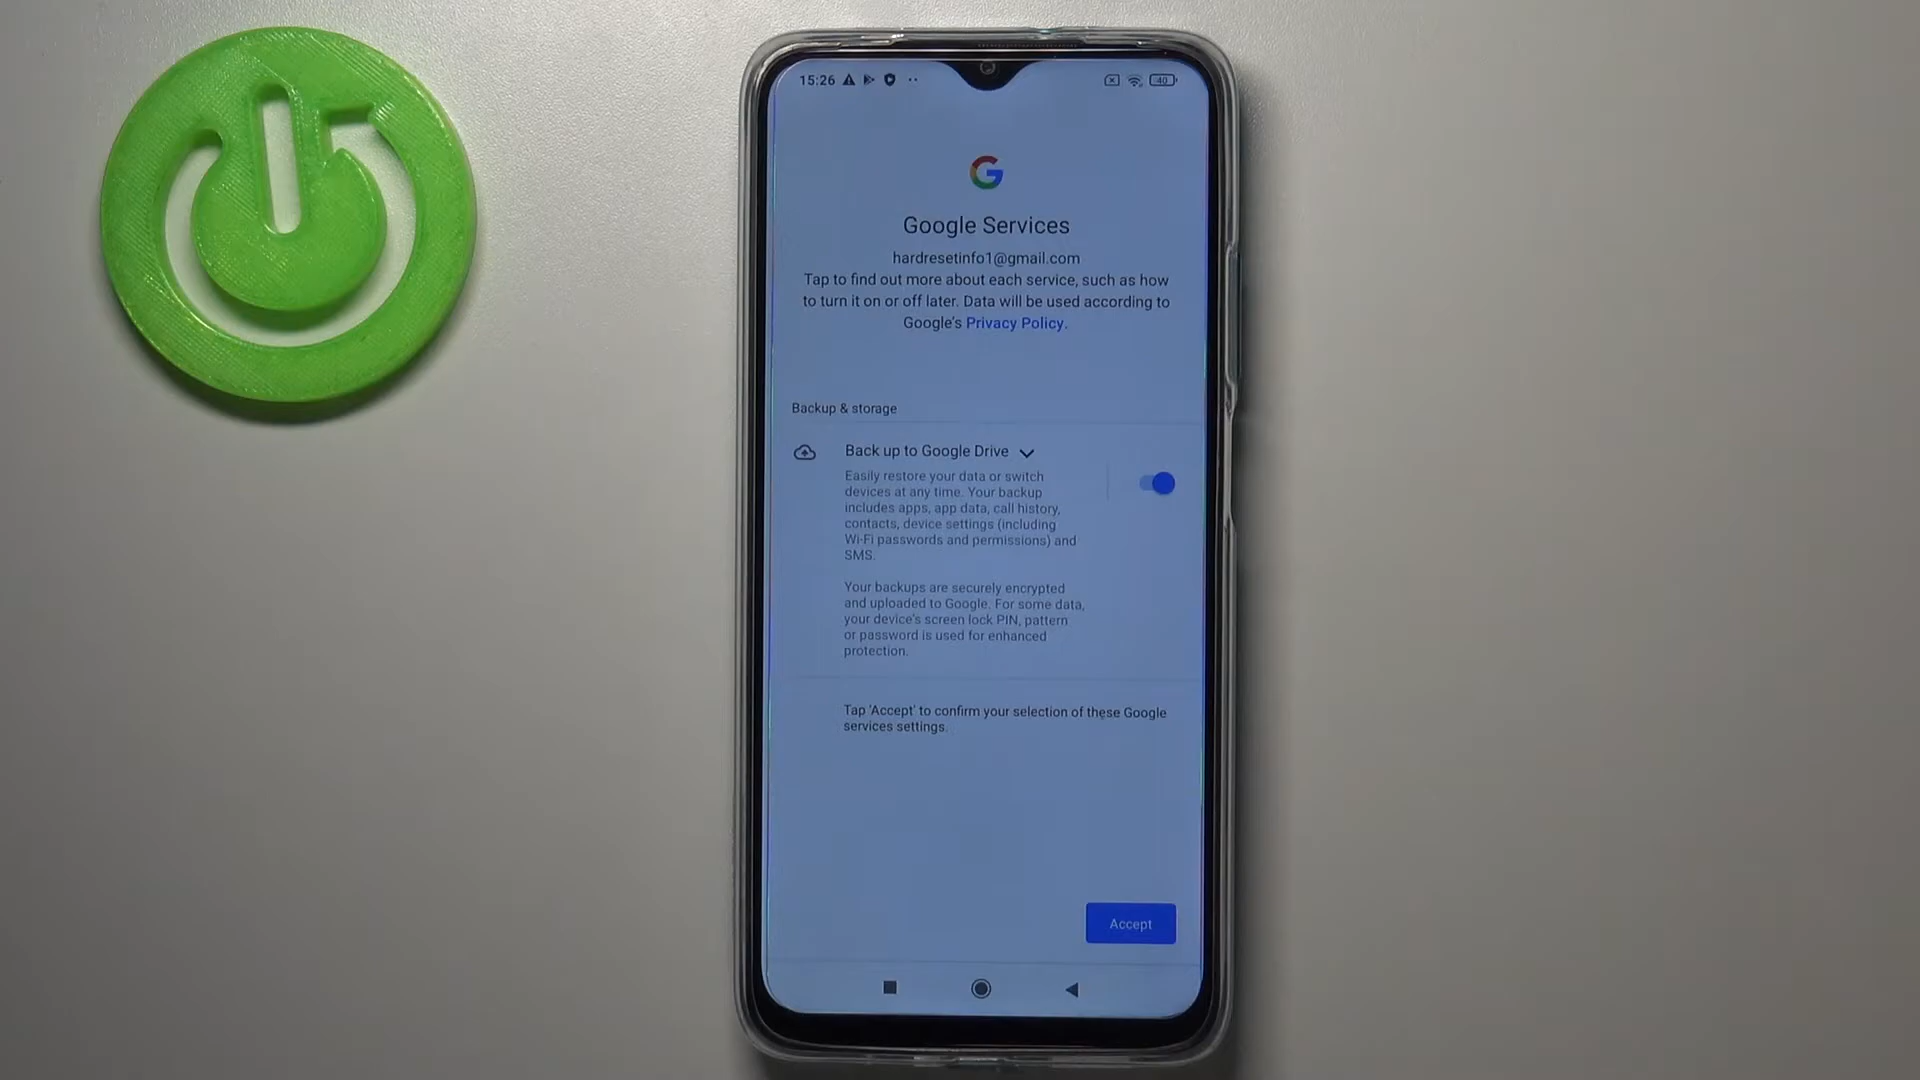 15:26
40
Google Services
hardresetinfo1@gmail.com
Tap to find out more about each service, such as how
to turn it on or off later. Data will be used according to
Google's Privacy Policy.
Backup & storage
Back up to Google Drive
Easily restore your data or switch
devices at any time. Your backup
includes apps, app data, call history,
contacts, device settings (including
Wi-Fi passwords and permissions) and
SMS.
Your backups are securely encrypted
and uploaded to Google. For some data,
your device's screen lock PIN, pattern
or password is used for enhanced
protection.
Tap 'Accept' to confirm your selection of these Google
services settings.
Accept